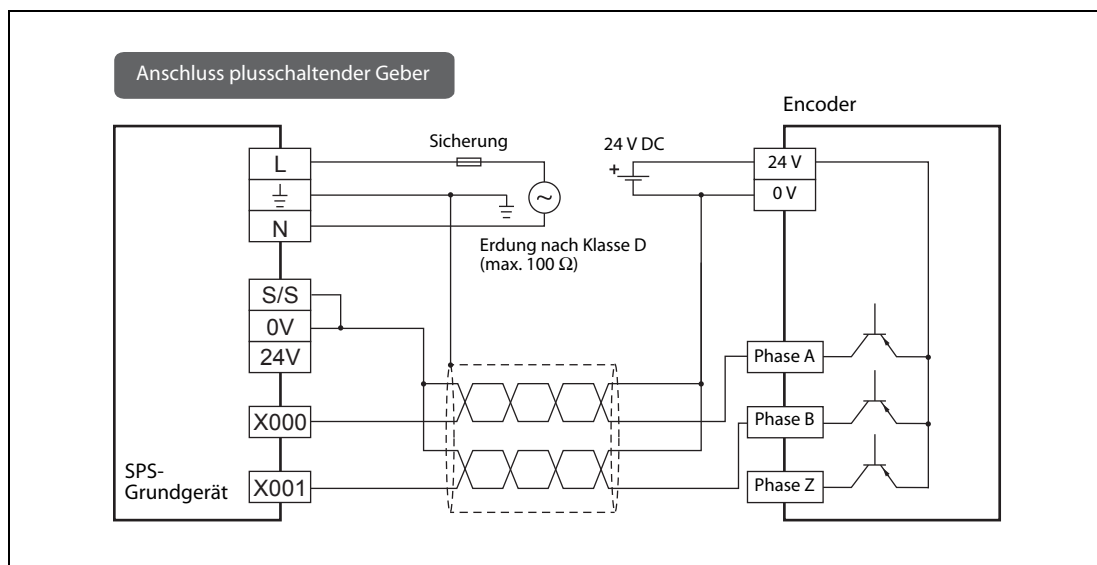 Anschluss plusschaltender Geber
Encoder
Sicherung
24 V DC
+
L
N
~
24 V
0 V
Erdung nach Klasse D
(max. 100 Ω)
S/S
0V
24V
X000
X001
Phase A
Phase B
Phase Z
SPS-
Grundgerät